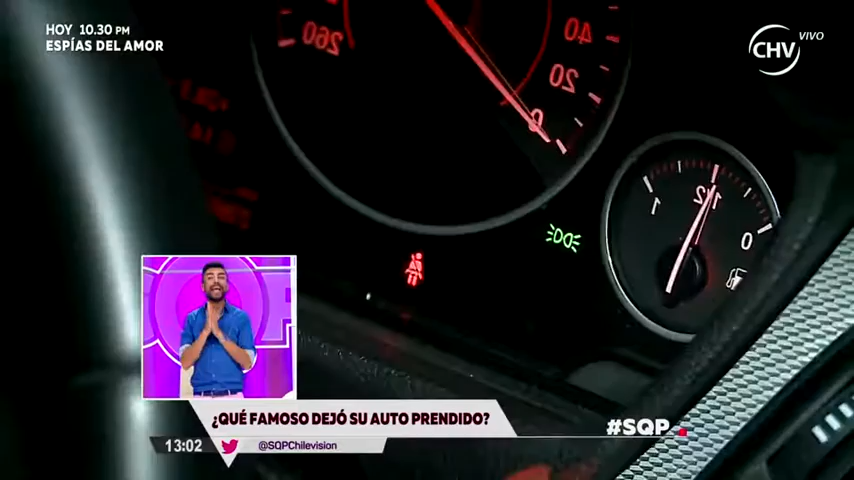 HOY 10.30 PM
ESPÍAS DEL AMOR
CHV VIVO
260
40
20
0
1
1/2
0
¿QUÉ FAMOSO DEJÓ SU AUTO PRENDIDO?
#SQP
13:02
@SQPChilevision